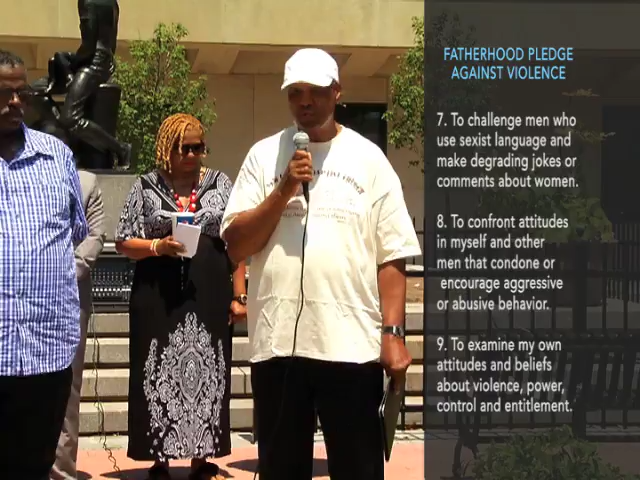 FATHERHOOD PLEDGE
AGAINST VIOLENCE
7. To challenge men who
use sexist language and
make degrading jokes or
comments about women.
8. To confront attitudes
in myself and other
men that condone or
encourage aggressive
or abusive behavior.
9. To examine my own
attitudes and beliefs
about violence, power,
control and entitlement.